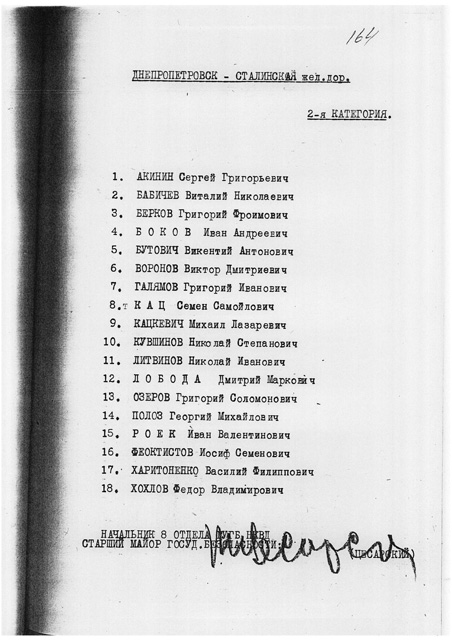 164
ДНЕПРОПЕТРОВСК - СТАЛИНСКАЯ жел.дор.
2-я КАТЕГОРИЯ.
1. АКИНИН Сергей Григорьевич
2. БАБИЧЕВ Виталий Николаевич
3. БЕРКОВ Григорий Фроимович
4. Б О К О В Иван Андреевич
5. БУТОВИЧ Викентий Антонович
6. ВОРОНОВ Виктор Дмитриевич
7. ГАЛЯМОВ Григорий Иванович
8.т К А Ц Семен Самойлович
9. КАЦКЕВИЧ Михаил Лазаревич
10. КУВШИНОВ Николай Степанович
11. ЛИТВИНОВ Николай Иванович
12. Л О Б О Д А Дмитрий Маркович
13. ОЗЕРОВ Григорий Соломонович
14. ПОЛОЗ Георгий Михайлович
15. Р О Е К Иван Валентинович
16. ФЕОКТИСТОВ Иосиф Семенович
17. ХАРИТОНЕНКО Василий Филиппович
18. ХОХЛОВ Федор Владимирович
НАЧАЛЬНИК 8 ОТДЕЛА ГУГБ НКВД
СТАРШИЙ МАЙОР ГОСУД.БЕЗОПАСНОСТИ:
(ЦЕСАРСКИЙ)